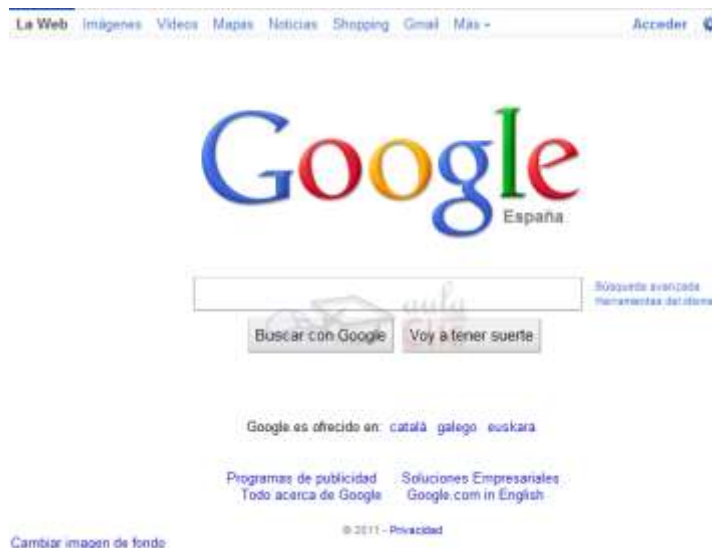 La Web Imágenes Vídeos Mapas Noticias Shopping Gmail Más Acceder
Google
España
Búsqueda avanzada
Herramientas del idioma
aula
Buscar con Google Voy a tener suerte
Google.es ofrecido en: català galego euskara
Programas de publicidad Soluciones Empresariales
Todo acerca de Google Google.com in English
© 2011 - Privacidad
Cambiar imagen de fondo